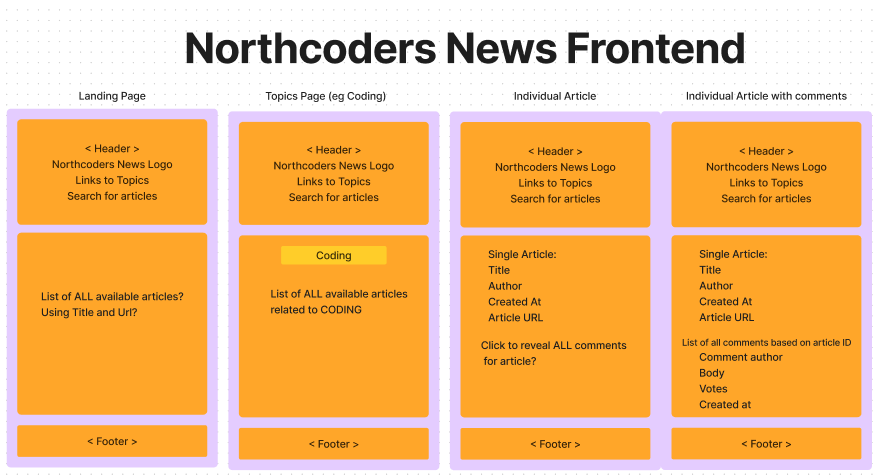 Northcoders News Frontend
Landing Page
< Header >
Northcoders News Logo
Links to Topics
Search for articles
List of ALL available articles?
Using Title and Url?
< Footer >
Topics Page (eg Coding)
< Header >
Northcoders News Logo
Links to Topics
Search for articles
Coding
List of ALL available articles
related to CODING
< Footer >
Individual Article
< Header >
Northcoders News Logo
Links to Topics
Search for articles
Single Article:
Title
Author
Created At
Article URL
Click to reveal ALL comments
for article?
< Footer >
Individual Article with comments
< Header >
Northcoders News Logo
Links to Topics
Search for articles
Single Article:
Title
Author
Created At
Article URL
List of all comments based on article ID
Comment author
Body
Votes
Created at
< Footer >